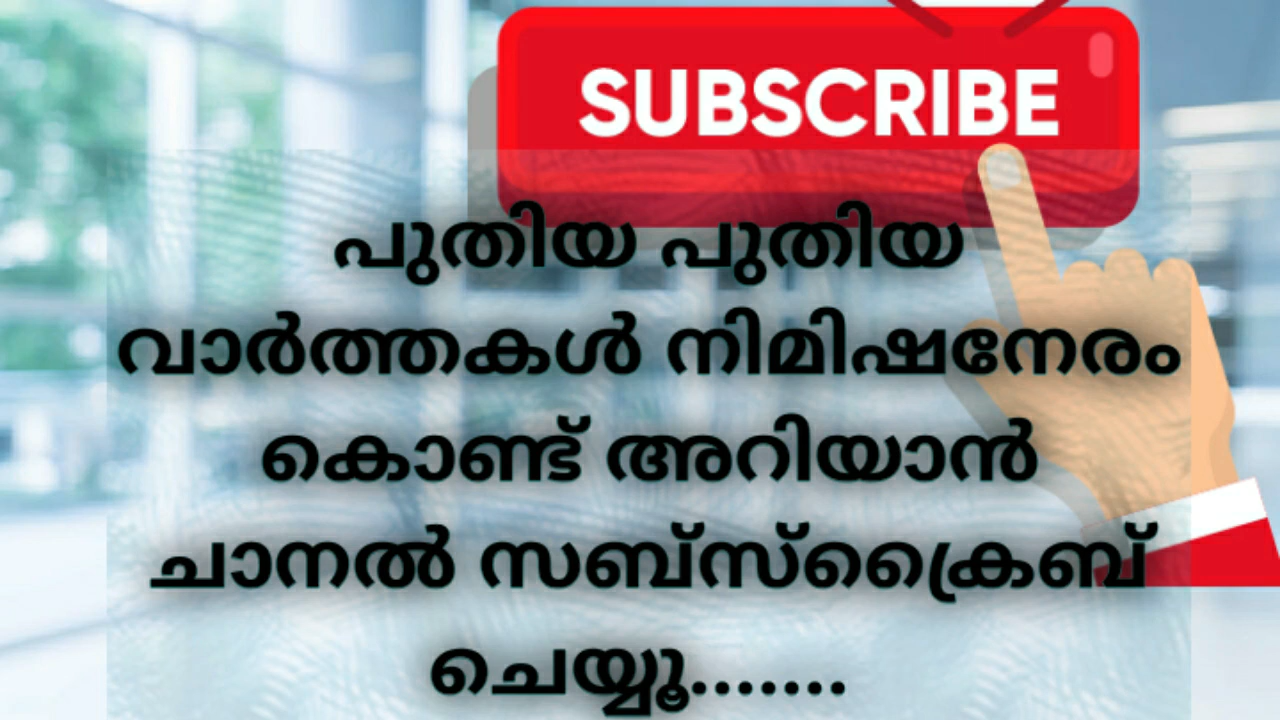 SUBSCRIBE
പുതിയ പുതിയ
വാർത്തകൾ നിമിഷനേരം
കൊണ്ട് അറിയാൻ
ചാനൽ സബ്സ്ക്രൈബ്
ചെയ്യൂ.......